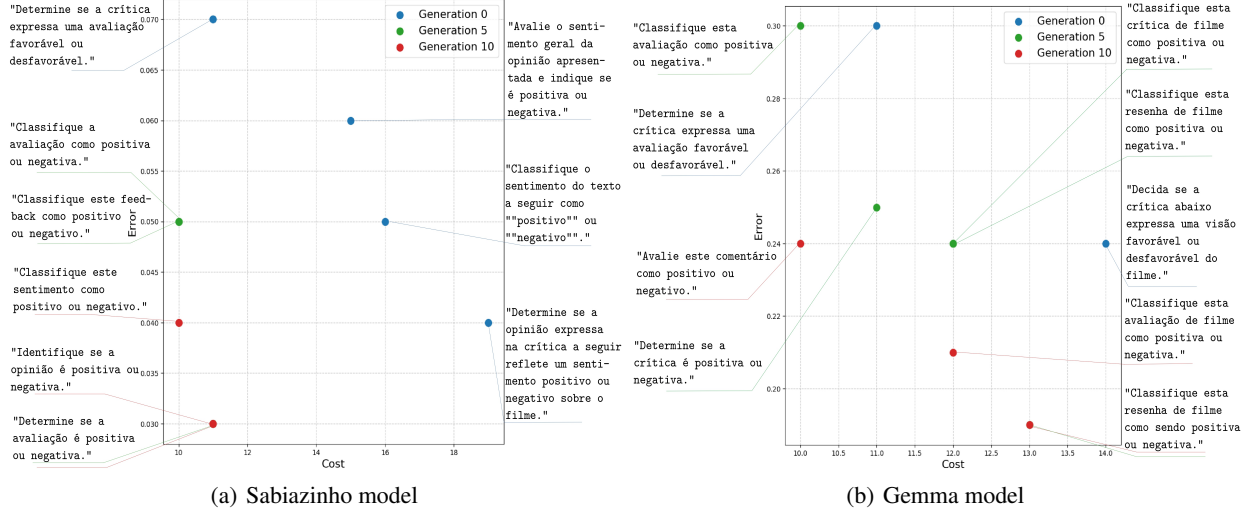 "Determine se a crítica
expressa uma avaliação
favorável ou
desfavorável."
"Classifique a
avaliação como positiva
ou negativa."
"Classifique este feed-
back como positivo
ou negativo."
"Classifique este
sentimento como
positivo ou negativo."
"Identifique se a
opinião é positiva ou
negativa."
"Determine se a
avaliação é positiva
ou negativa."
Error
0.070
0.065
0.060
0.055
0.050
0.045
0.040
0.035
0.030
Generation 0
Generation 5
Generation 10
10
12
14
16
18
Cost
"Avalie o senti-
mento geral da
opinião apresen-
tada e indique se
é positiva ou
negativa."
"Classifique o
sentimento do texto
a seguir como
""positivo"" ou
""negativo""."
"Determine se a
opinião expressa
na crítica a seguir
reflete um senti-
mento positivo ou
negativo sobre o
filme."
(a) Sabiazinho model
"Classifique esta
avaliação como positiva
ou negativa."
"Determine se a
crítica expressa uma
avaliação favorável
ou desfavorável."
"Avalie este comentário
como positivo ou
negativo."
"Determine se a
crítica é positiva ou
negativa."
Error
0.30
0.28
0.26
0.24
0.22
0.20
Generation 0
Generation 5
Generation 10
10.0
10.5
11.0
11.5
12.0
12.5
13.0
13.5
14.0
Cost
"Classifique esta
crítica de filme
como positiva ou
negativa."
"Classifique esta
resenha de filme
como positiva ou
negativa."
"Decida se a
crítica abaixo
expressa uma visão
favorável ou
desfavorável do
filme."
"Classifique esta
avaliação de filme
como positiva ou
negativa."
"Classifique esta
resenha de filme
como sendo positiva
ou negativa."
(b) Gemma model